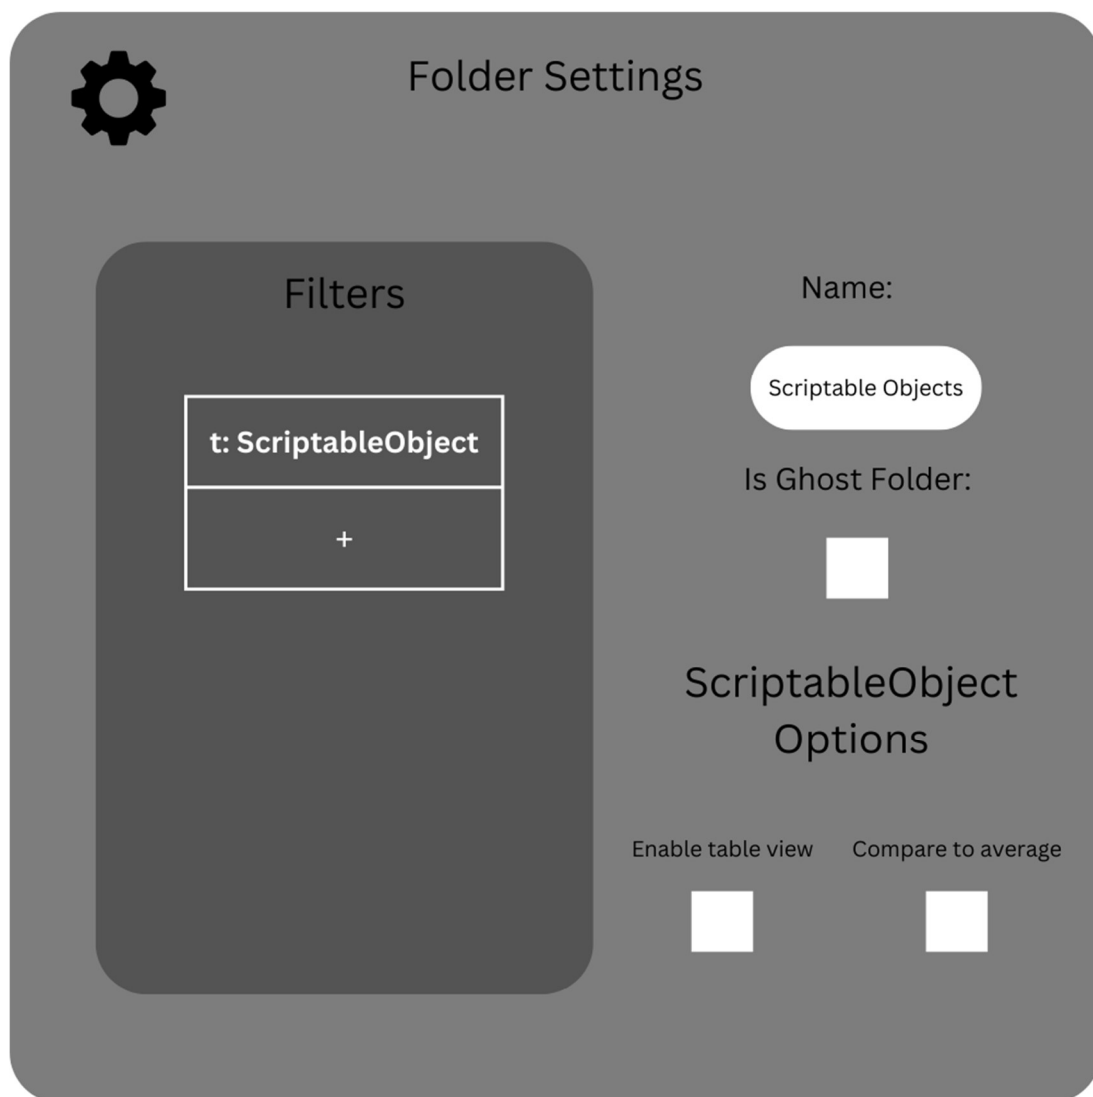 Folder Settings
Filters
t: ScriptableObject
+
Name:
Scriptable Objects
Is Ghost Folder:
ScriptableObject
Options
Enable table view
Compare to average